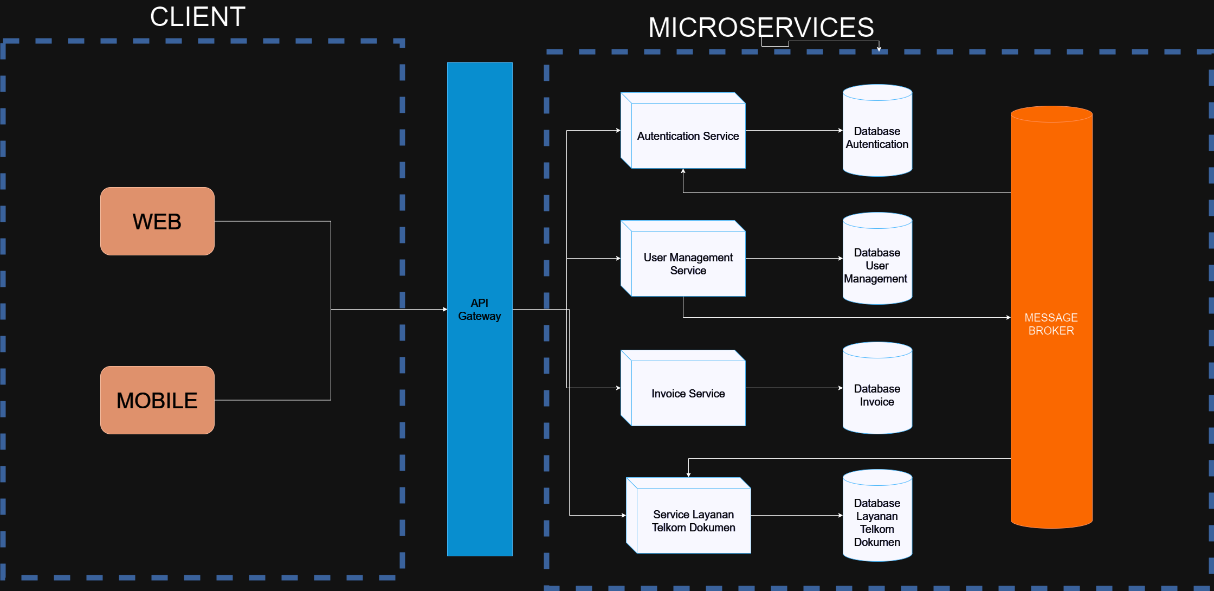 CLIENT
MICROSERVICES
WEB
MOBILE
API
Gateway
Autentication Service
Database
Autentication
User Management
Service
Database
User
Management
MESSAGE
BROKER
Invoice Service
Database
Invoice
Service Layanan
Telkom Dokumen
Database
Layanan
Telkom
Dokumen